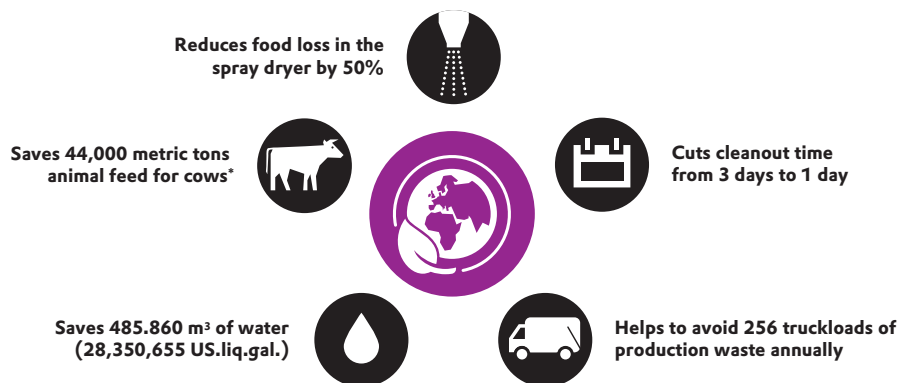 Reduces food loss in the
spray dryer by 50%
Saves 44,000 metric tons
animal feed for cows*
Cuts cleanout time
from 3 days to 1 day
Saves 485.860 m³ of water
(28,350,655 US.liq.gal.)
Helps to avoid 256 truckloads of
production waste annually